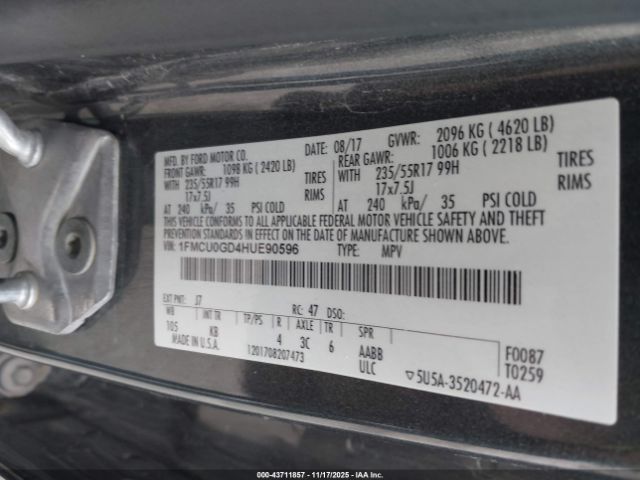 MFD. BY FORD MOTOR CO.
DATE: 08/17 GVWR: 2096 KG ( 4620 LB)
FRONT GAWR: 1098 KG ( 2420 LB)
REAR GAWR: 1006 KG ( 2218 LB)
WITH 235/55R17 99H TIRES
WITH 235/55R17 99H TIRES
17x7.5J RIMS
17x7.5J RIMS
AT 240 kPa/ 35 PSI COLD
AT 240 kPa/ 35 PSI COLD
THIS VEHICLE CONFORMS TO ALL APPLICABLE FEDERAL MOTOR VEHICLE SAFETY AND THEFT
PREVENTION STANDARDS IN EFFECT ON THE DATE OF MANUFACTURE SHOWN ABOVE.
VIN: 1FMCU0GD4HUE90596 TYPE: MPV
EXT PNT: J7 RC: 47 DSO:
WB INT TR TP/PS R AXLE TR SPR
105 KB 4 3C 6 AABB F0087
MADE IN U.S.A. 1201708207473 ULC T0259
▽5U5A-3520472-AA
© 000-43711857 - 11/17/2025 - IAAI.COM